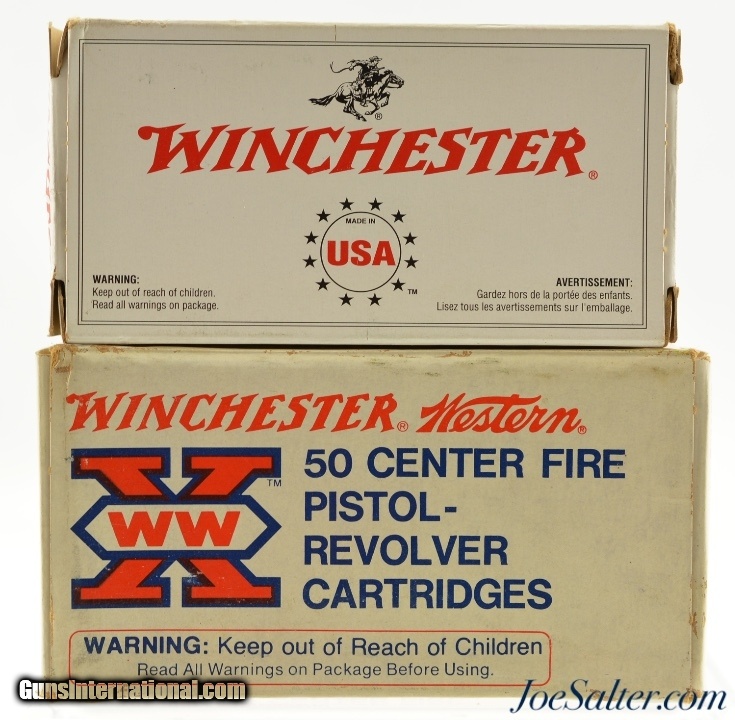 WINCHESTER®
MADE IN
USA
™
WARNING:
Keep out of reach of children.
Read all warnings on package.
AVERTISSEMENT:
Gardez hors de la portée des enfants.
Lisez tous les avertissements sur l'emballage.
WINCHESTER® Western®
X WW ™
50 CENTER FIRE
PISTOL-
REVOLVER
CARTRIDGES
WARNING: Keep out of Reach of Children
Read All Warnings on Package Before Using.
GunsInternational.com
JoeSalter.com